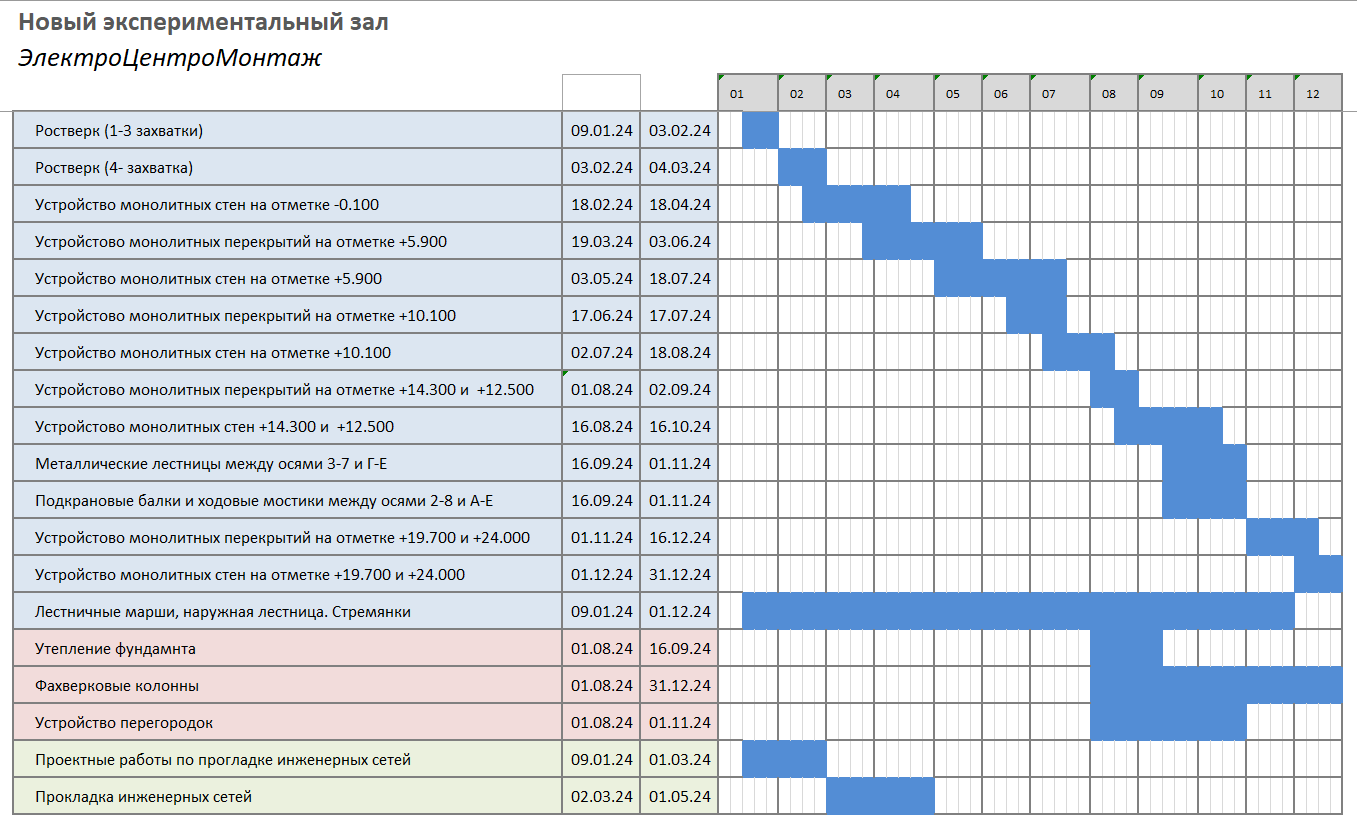 Новый экспериментальный зал
ЭлектроЦентроМонтаж
01 02 03 04 05 06 07 08 09 10 11 12
Ростверк (1-3 захватки) 09.01.24 03.02.24
Ростверк (4- захватка) 03.02.24 04.03.24
Устройство монолитных стен на отметке -0.100 18.02.24 18.04.24
Устройстово монолитных перекрытий на отметке +5.900 19.03.24 03.06.24
Устройство монолитных стен на отметке +5.900 03.05.24 18.07.24
Устройстово монолитных перекрытий на отметке +10.100 17.06.24 17.07.24
Устройство монолитных стен на отметке +10.100 02.07.24 18.08.24
Устройстово монолитных перекрытий на отметке +14.300 и +12.500 01.08.24 02.09.24
Устройстово монолитных стен +14.300 и +12.500 16.08.24 16.10.24
Металлические лестницы между осями 3-7 и Г-Е 16.09.24 01.11.24
Подкрановые балки и ходовые мостики между осями 2-8 и А-Е 16.09.24 01.11.24
Устройстово монолитных перекрытий на отметке +19.700 и +24.000 01.11.24 16.12.24
Устройство монолитных стен на отметке +19.700 и +24.000 01.12.24 31.12.24
Лестничные марши, наружная лестница. Стремянки 09.01.24 01.12.24
Утепление фундамнта 01.08.24 16.09.24
Фахверковые колонны 01.08.24 31.12.24
Устройство перегородок 01.08.24 01.11.24
Проектные работы по прогладке инженерных сетей 09.01.24 01.03.24
Прокладка инженерных сетей 02.03.24 01.05.24